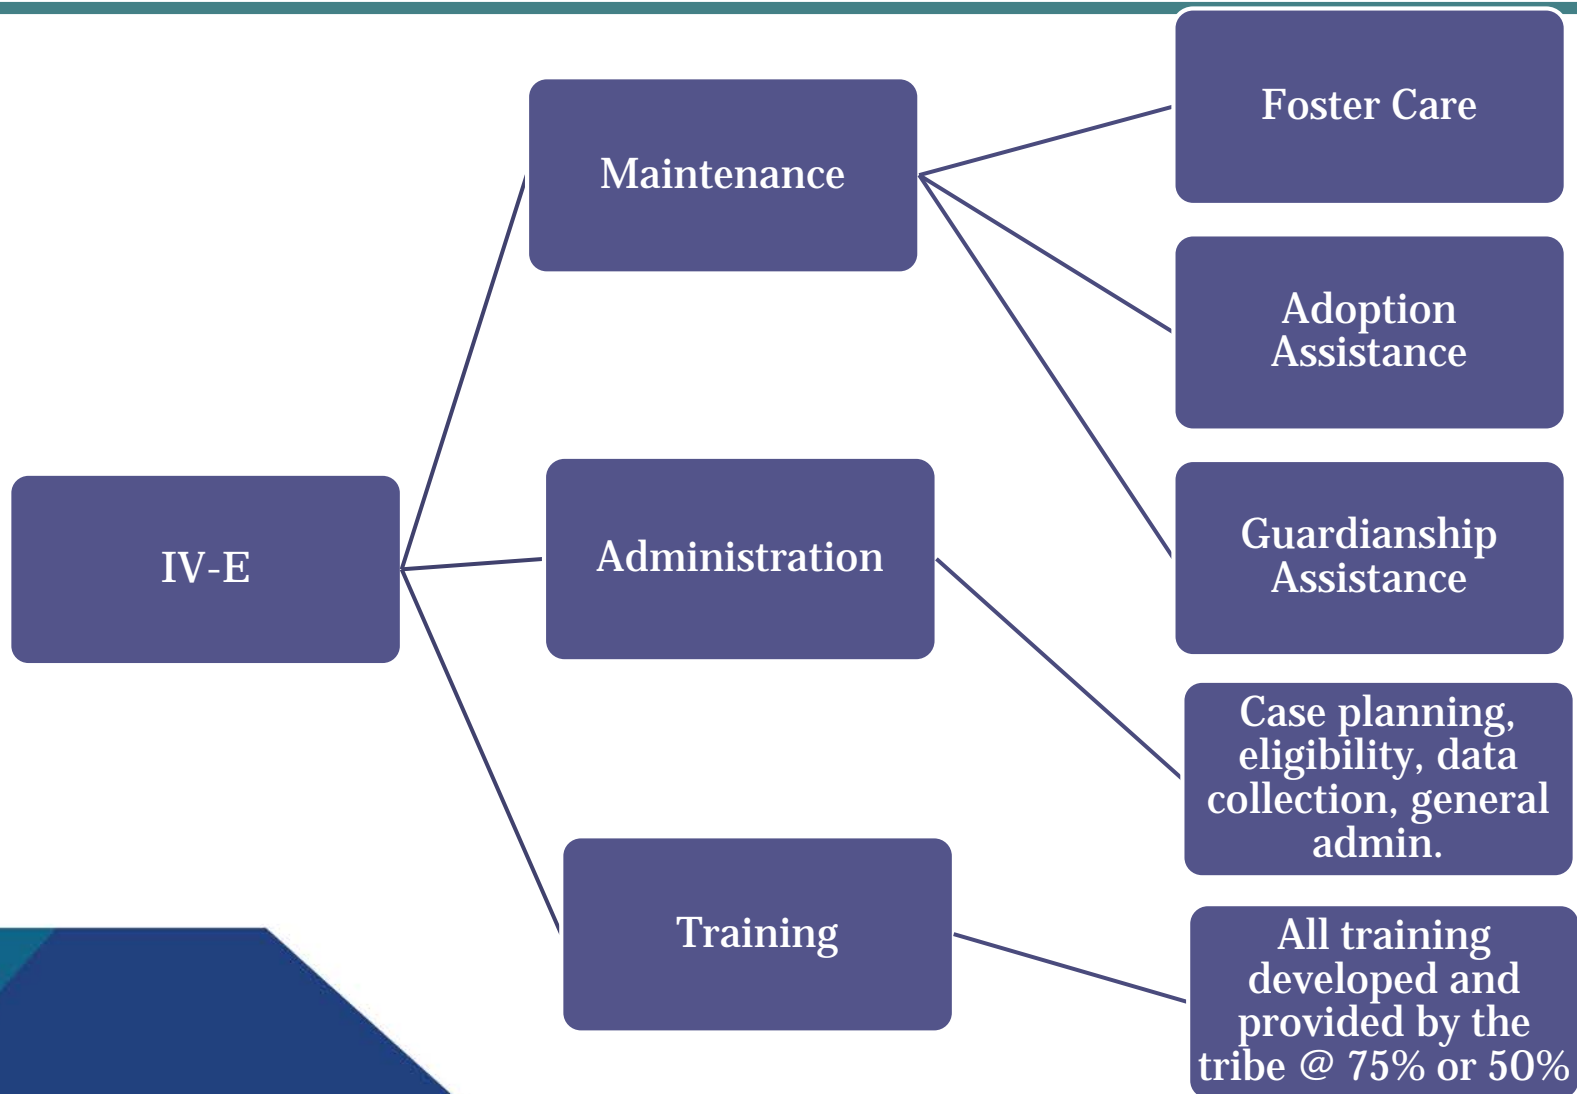 IV-E
Maintenance
Foster Care
Adoption
Assistance
Guardianship
Assistance
Administration
Case planning,
eligibility, data
collection, general
admin.
Training
All training
developed and
provided by the
tribe @ 75% or 50%